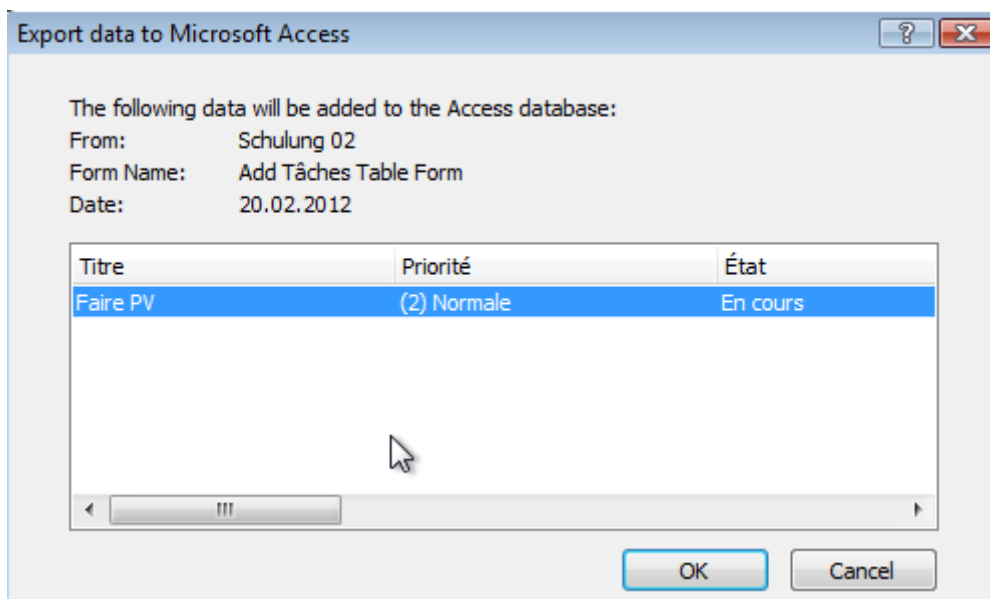 Export data to Microsoft Access
The following data will be added to the Access database:
From: Schulung 02
Form Name: Add Tâches Table Form
Date: 20.02.2012
Titre Priorité État
Faire PV (2) Normale En cours
OK Cancel